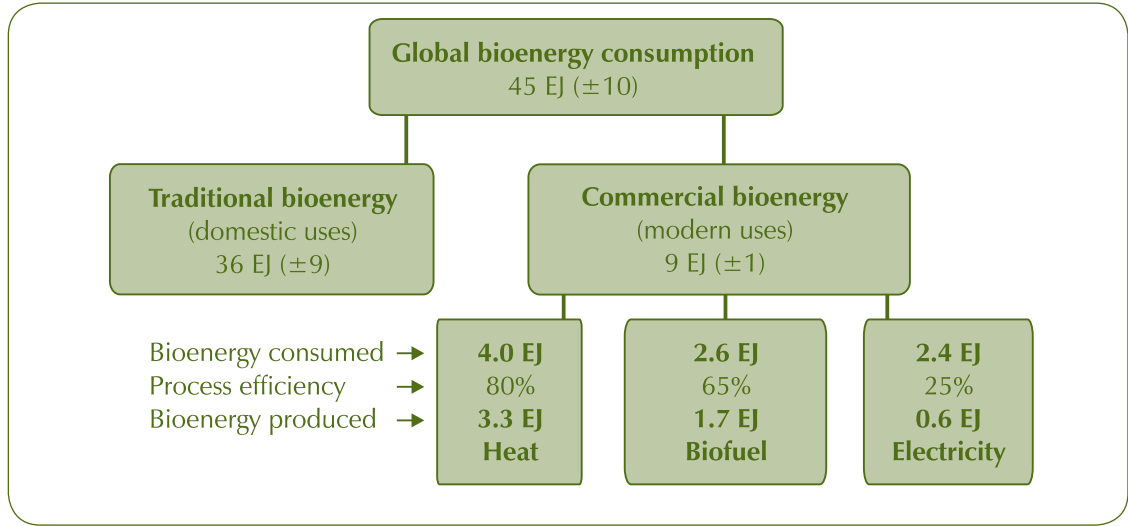 Global bioenergy consumption
45 EJ (±10)
Traditional bioenergy
(domestic uses)
36 EJ (±9)
Commercial bioenergy
(modern uses)
9 EJ (±1)
Bioenergy consumed → 4.0 EJ 2.6 EJ 2.4 EJ
Process efficiency → 80% 65% 25%
Bioenergy produced → 3.3 EJ 1.7 EJ 0.6 EJ
Heat Biofuel Electricity